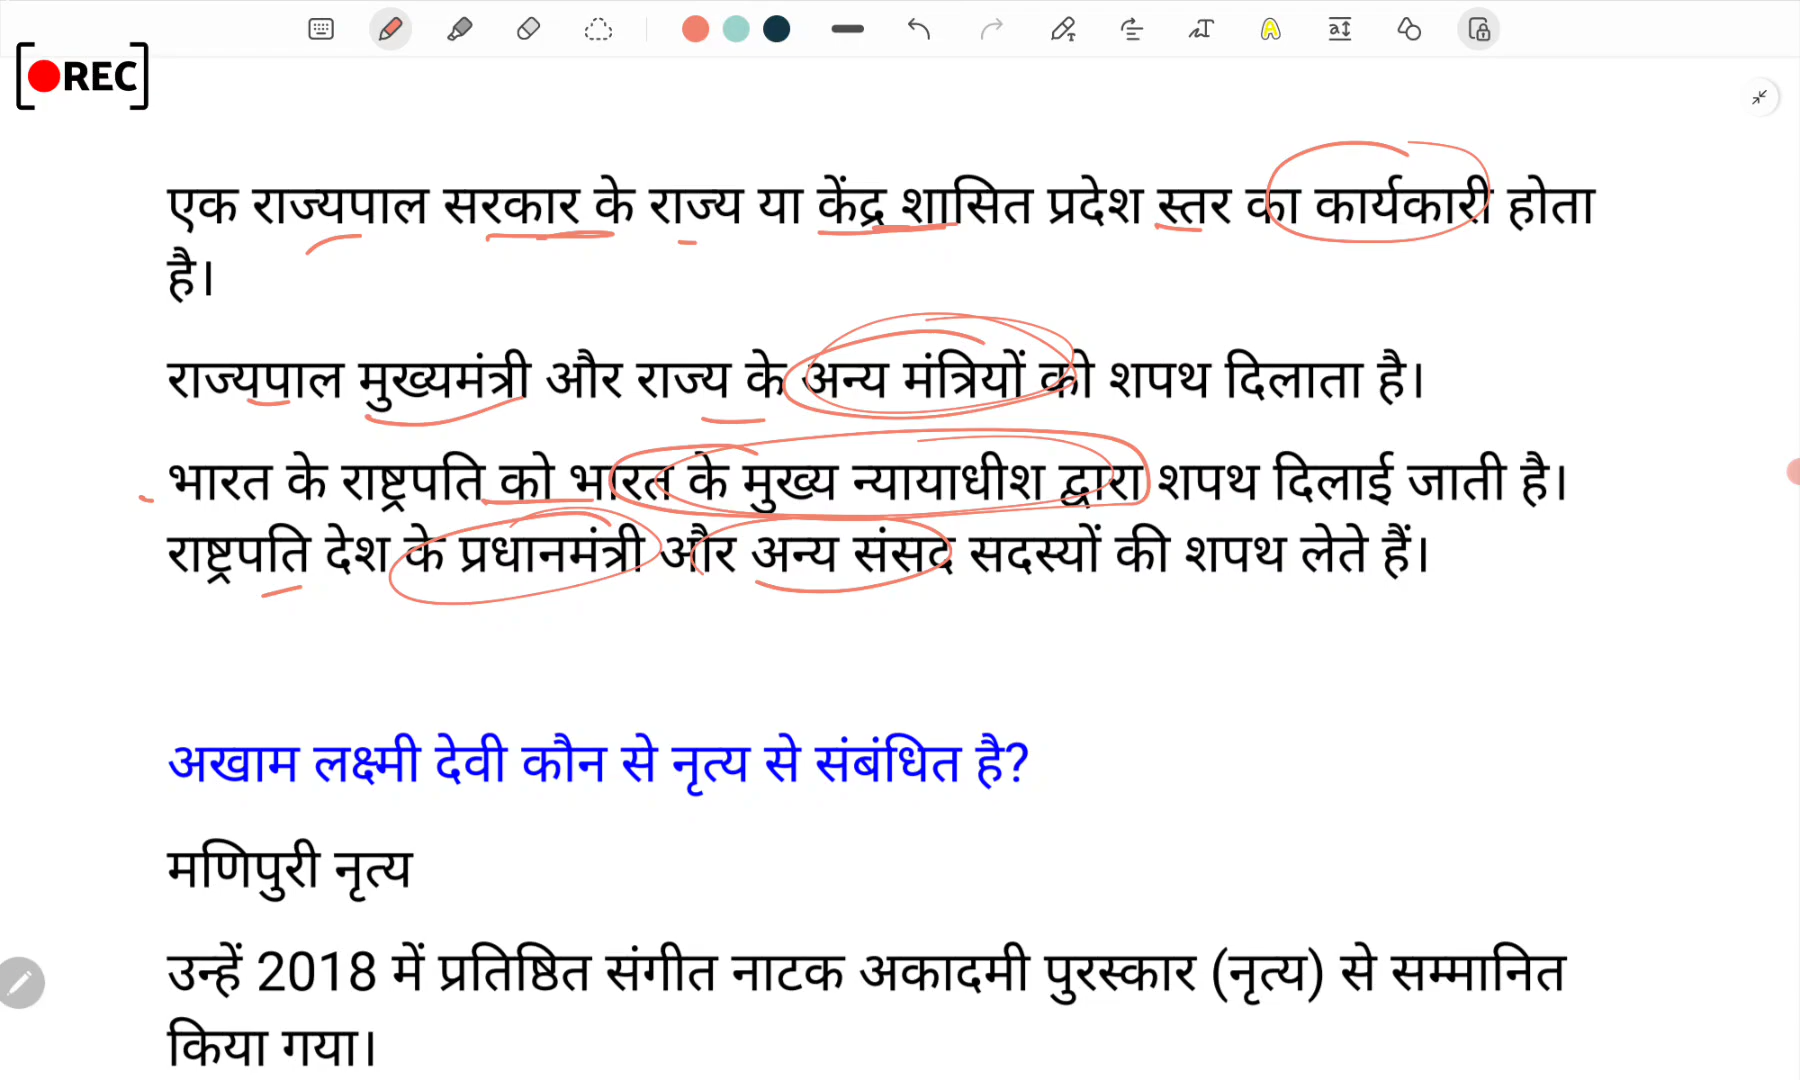 REC
एक राज्यपाल सरकार के राज्य या केंद्र शासित प्रदेश स्तर का कार्यकारी होता
है।
राज्यपाल मुख्यमंत्री और राज्य के अन्य मंत्रियों को शपथ दिलाता है।
भारत के राष्ट्रपति को भारत के मुख्य न्यायाधीश द्वारा शपथ दिलाई जाती है।
राष्ट्रपति देश के प्रधानमंत्री और अन्य संसद सदस्यों की शपथ लेते हैं।
अखाम लक्ष्मी देवी कौन से नृत्य से संबंधित है?
मणिपुरी नृत्य
उन्हें 2018 में प्रतिष्ठित संगीत नाटक अकादमी पुरस्कार (नृत्य) से सम्मानित
किया गया।